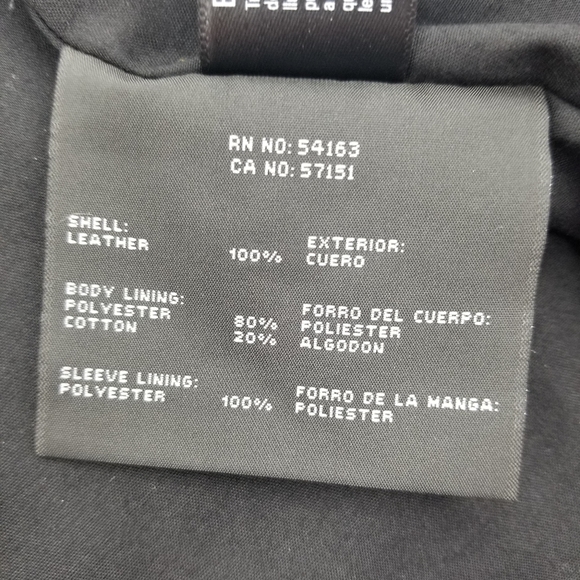 RN NO: 54163
CA NO: 57151
SHELL:
LEATHER 100%
EXTERIOR:
CUERO
BODY LINING:
POLYESTER 80%
COTTON 20%
FORRO DEL CUERPO:
POLIESTER
ALGODON
SLEEVE LINING:
POLYESTER 100%
FORRO DE LA MANGA:
POLIESTER